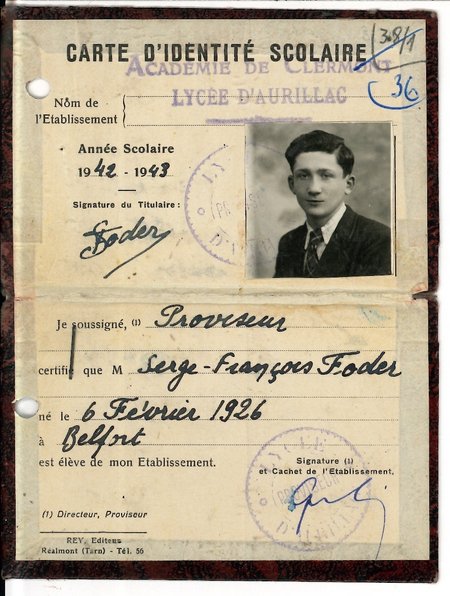 38/1
CARTE D'IDENTITÉ SCOLAIRE
36
ACADÉMIE DE CLERMONT
LYCÉE D'AURILLAC
Nom de
l'Etablissement
Année Scolaire
1942 - 1943
Signature du Titulaire :
Foder
Je soussigné, (1) Proviseur
certifie que M Serge-François Foder
né le 6 Février 1926
à Belfort
est élève de mon Etablissement.
Signature (1)
et Cachet de l'Etablissement,
(1) Directeur, Proviseur
REY, Editeur
Réalmont (Tarn) - Tél. 56